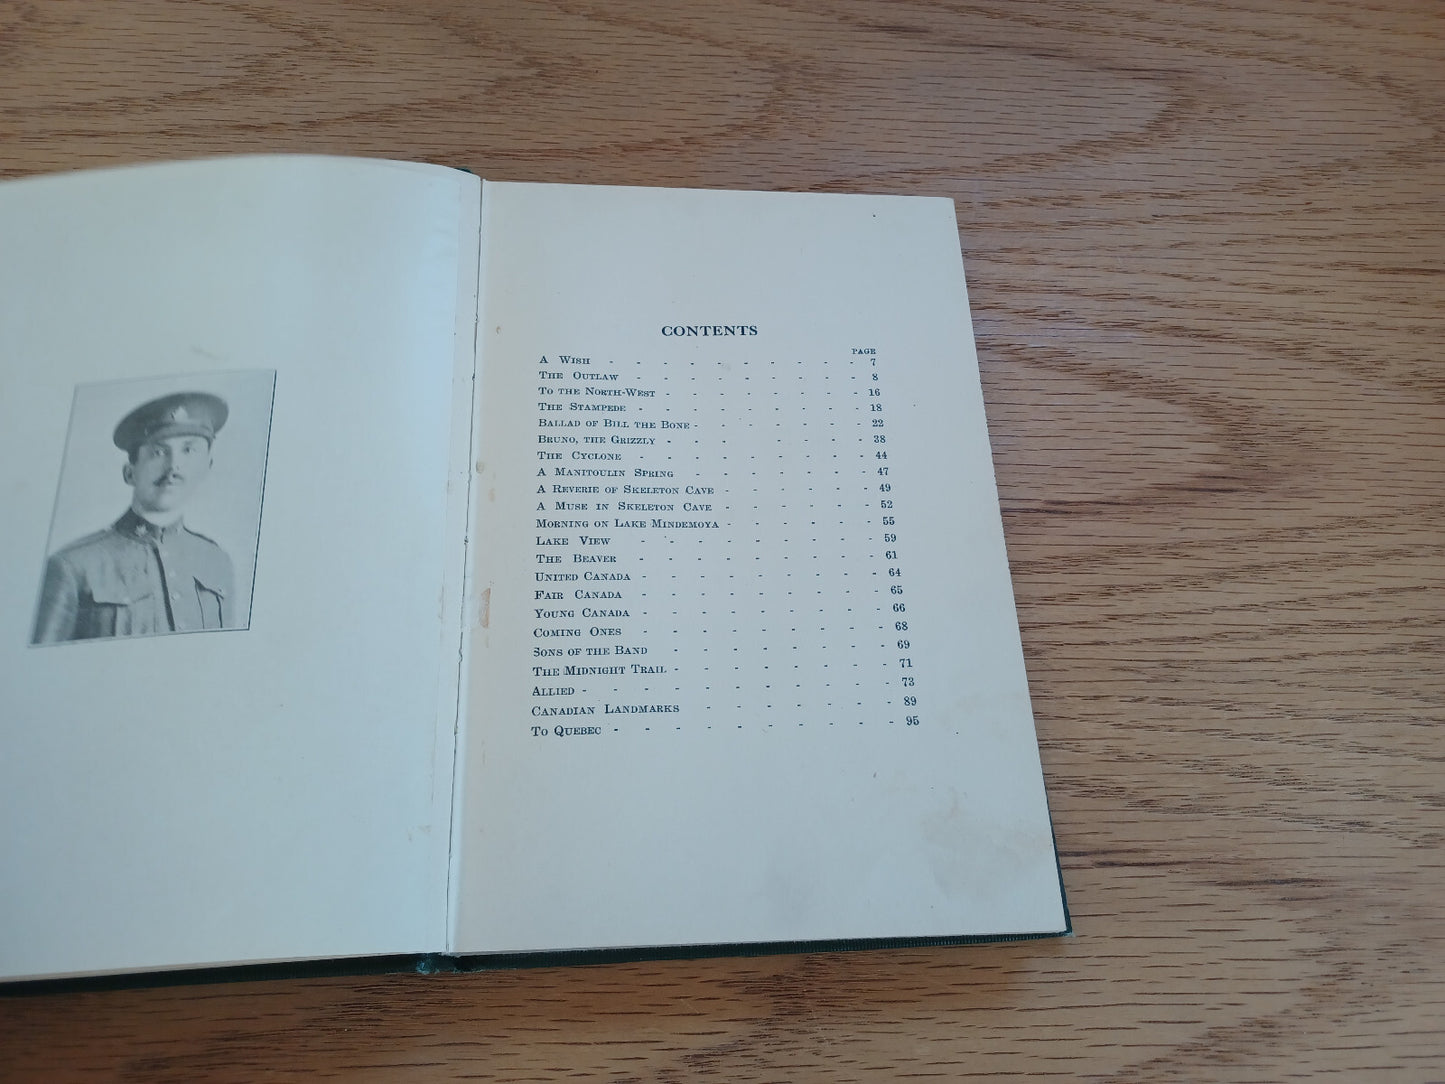 CONTENTS
PAGE
A Wish - - - - - - - - - - 7
The Outlaw - - - - - - - - - 8
To the North-West - - - - - - - - 16
The Stampede - - - - - - - - - 18
Ballad of Bill the Bone - - - - - - - 22
Bruno, the Grizzly - - - - - - - 38
The Cyclone - - - - - - - - - 44
A Manitoulin Spring - - - - - - - 47
A Reverie of Skeleton Cave - - - - - - 49
A Muse in Skeleton Cave - - - - - - 52
Morning on Lake Mindemoya - - - - - - 55
Lake View - - - - - - - - - 59
The Beaver - - - - - - - - - 61
United Canada - - - - - - - - - 64
Fair Canada - - - - - - - - - 65
Young Canada - - - - - - - - - 66
Coming Ones - - - - - - - - - 68
Sons of the Band - - - - - - - - 69
The Midnight Trail - - - - - - - - 71
Allied - - - - - - - - - - - 73
Canadian Landmarks - - - - - - - 89
To Quebec - - - - - - - - - - 95